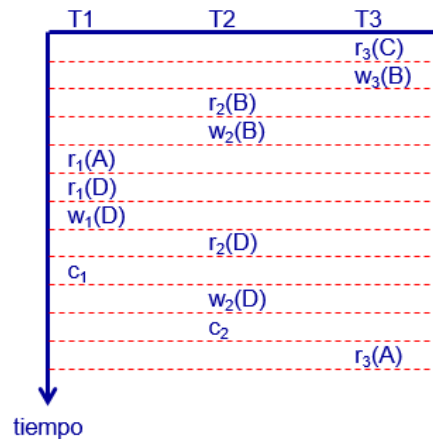 T1 T2 T3
r₃(C)
w₃(B)
r₂(B)
w₂(B)
r₁(A)
r₁(D)
w₁(D)
r₂(D)
c₁
w₂(D)
c₂
r₃(A)
tiempo